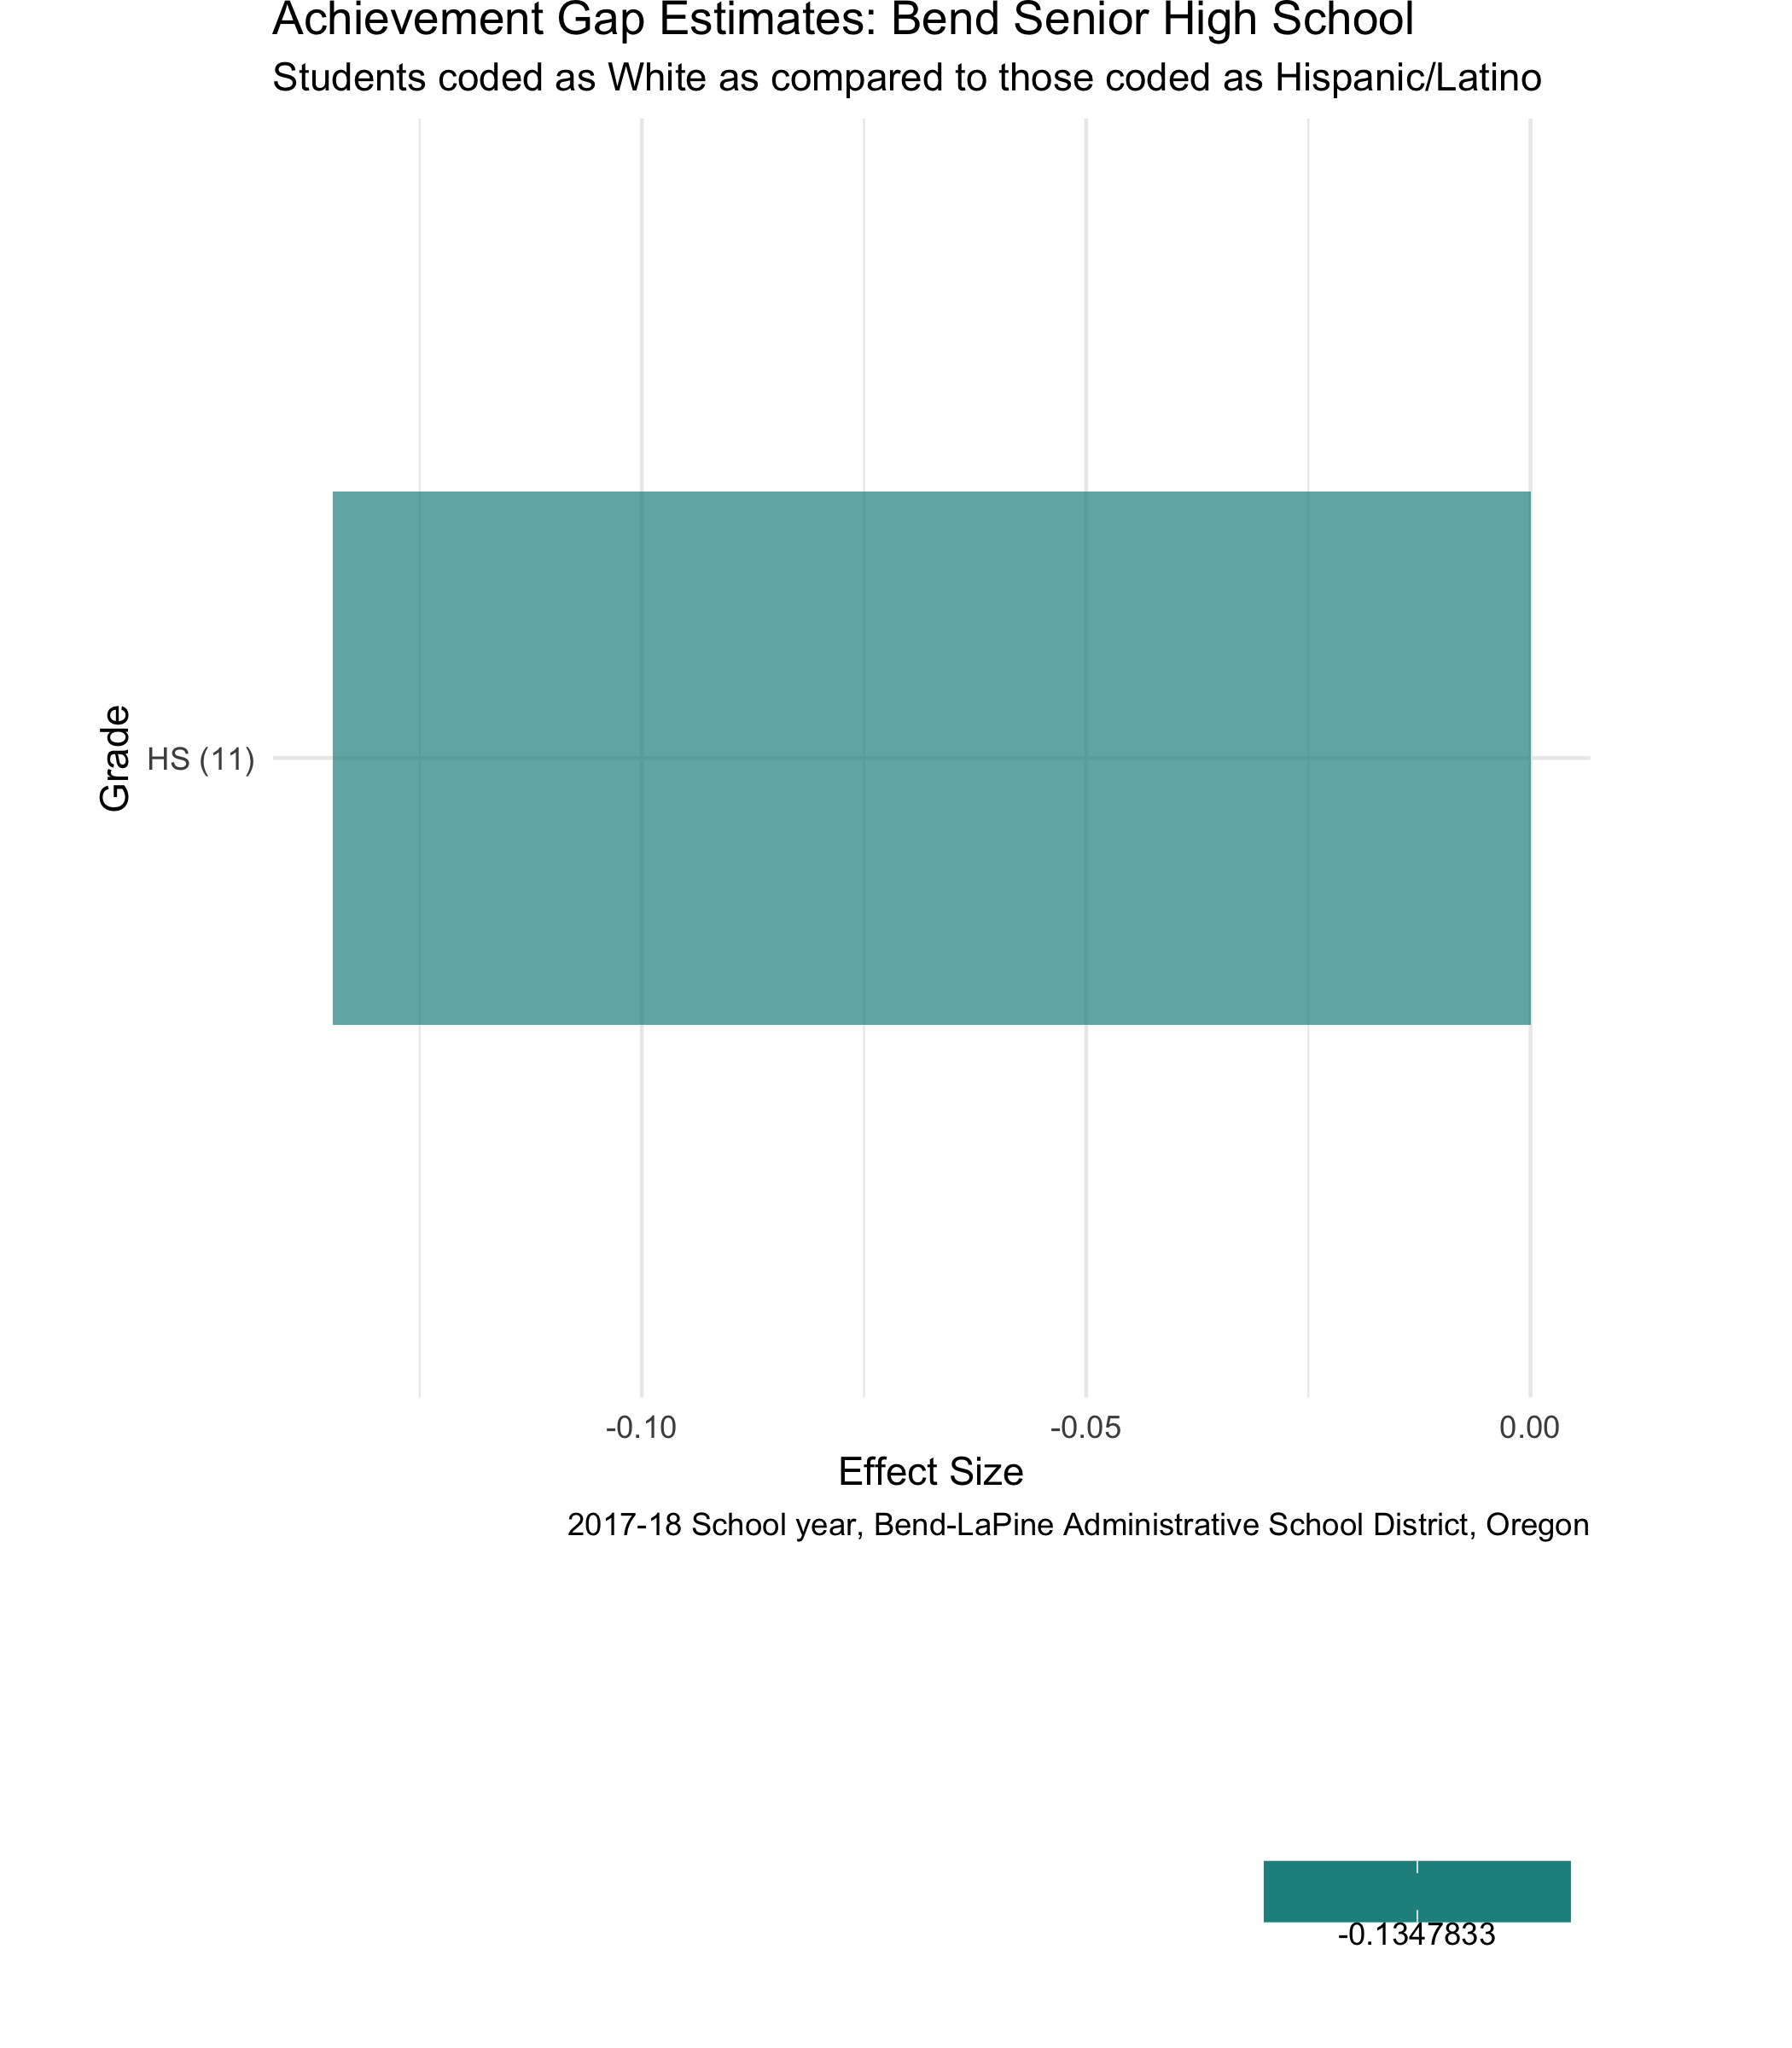 Achievement Gap Estimates: Bend Senior High School
Students coded as White as compared to those coded as Hispanic/Latino
Grade
HS (11)
-0.10
-0.05
0.00
Effect Size
2017-18 School year, Bend-LaPine Administrative School District, Oregon
-0.1347833